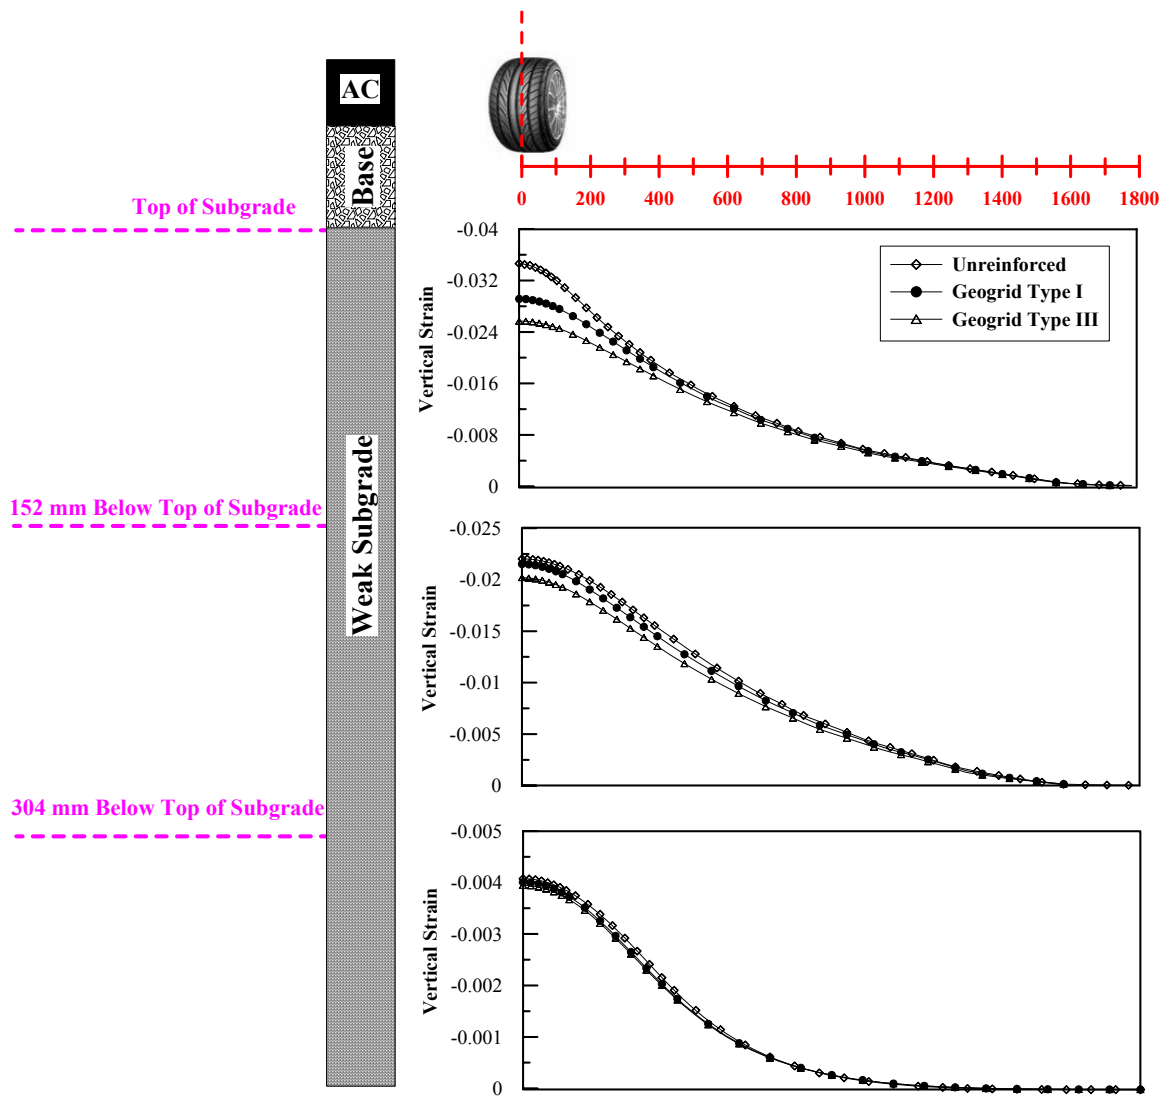 AC
Base
Weak Subgrade
Top of Subgrade
152 mm Below Top of Subgrade
304 mm Below Top of Subgrade
0 200 400 600 800 1000 1200 1400 1600 1800
-0.04
-0.032
-0.024
-0.016
-0.008
0
Vertical Strain
Unreinforced
Geogrid Type I
Geogrid Type III
-0.025
-0.02
-0.015
-0.01
-0.005
0
Vertical Strain
-0.005
-0.004
-0.003
-0.002
-0.001
0
Vertical Strain